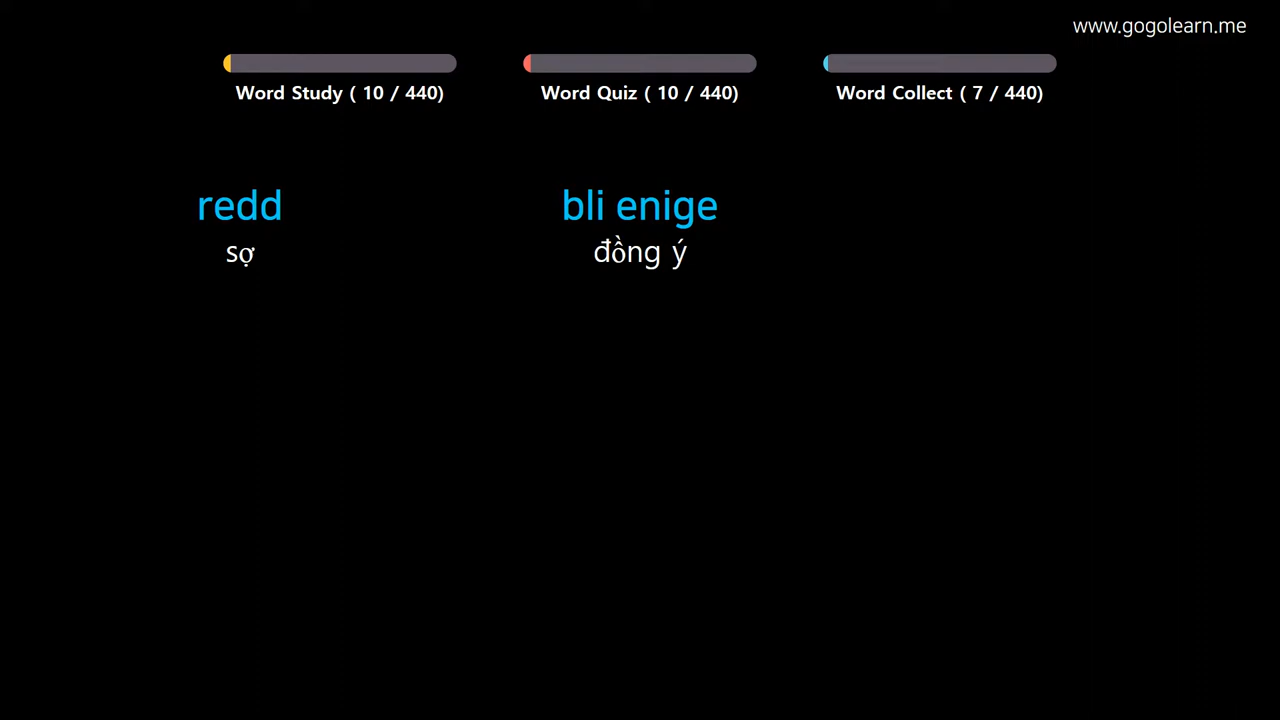 www.gogolearn.me
Word Study ( 10 / 440)
Word Quiz ( 10 / 440)
Word Collect ( 7 / 440)
redd
sợ
bli enige
đồng ý